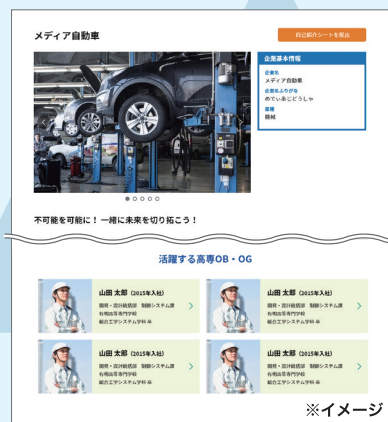 メディア自動車
自己紹介シートを提出
企業基本情報
企業名
メディア自動車
企業名ふりがな
めでぃあじどうしゃ
業種
機械
不可能を可能に！一緒に未来を切り拓こう！
活躍する高専OB・OG
山田 太郎（2015年入社）
開発・設計統括部 制御システム課
有明高等専門学校
総合工学システム学科 卒
山田 太郎（2015年入社）
開発・設計統括部 制御システム課
有明高等専門学校
総合工学システム学科 卒
山田 太郎（2015年入社）
開発・設計統括部 制御システム課
有明高等専門学校
総合工学システム学科 卒
山田 太郎（2015年入社）
開発・設計統括部 制御システム課
有明高等専門学校
総合工学システム学科 卒
※イメージ